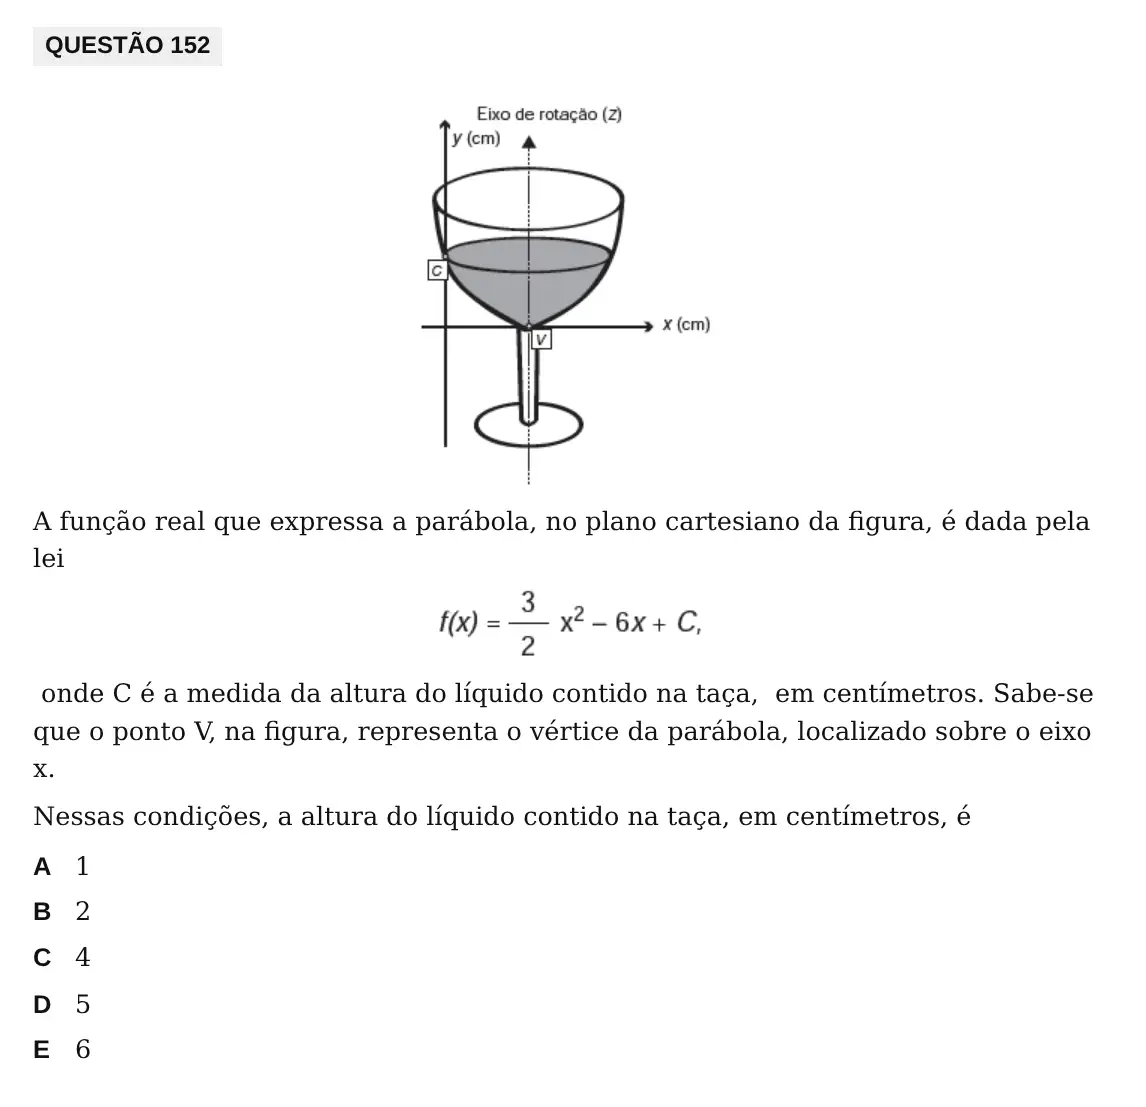 QUESTÃO 152
Eixo de rotação (z)
y (cm)
C
x (cm)
V
A função real que expressa a parábola, no plano cartesiano da figura, é dada pela
lei
f(x) = 3/2 x² – 6x + C,
onde C é a medida da altura do líquido contido na taça,  em centímetros. Sabe-se
que o ponto V, na figura, representa o vértice da parábola, localizado sobre o eixo
x.
Nessas condições, a altura do líquido contido na taça, em centímetros, é
A 1
B 2
C 4
D 5
E 6